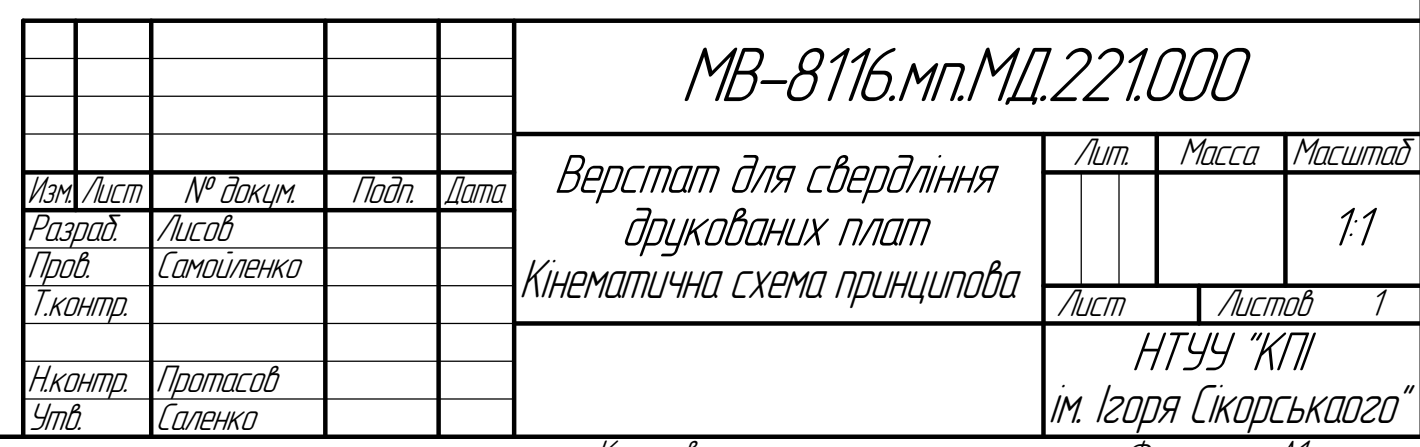 МВ-8116.мп.МД.221.000
Верстат для свердління
друкованих плат
Кінематична схема принципова
Лит. Масса Масштаб
1:1
Лист Листов 1
НТУУ "КПІ
ім. Ігоря Сікорськаого"
Изм. Лист № докум. Подп. Дата
Разраб. Лисов
Пров. Самойленко
Т.контр.
Н.контр. Протасов
Утв. Саленко